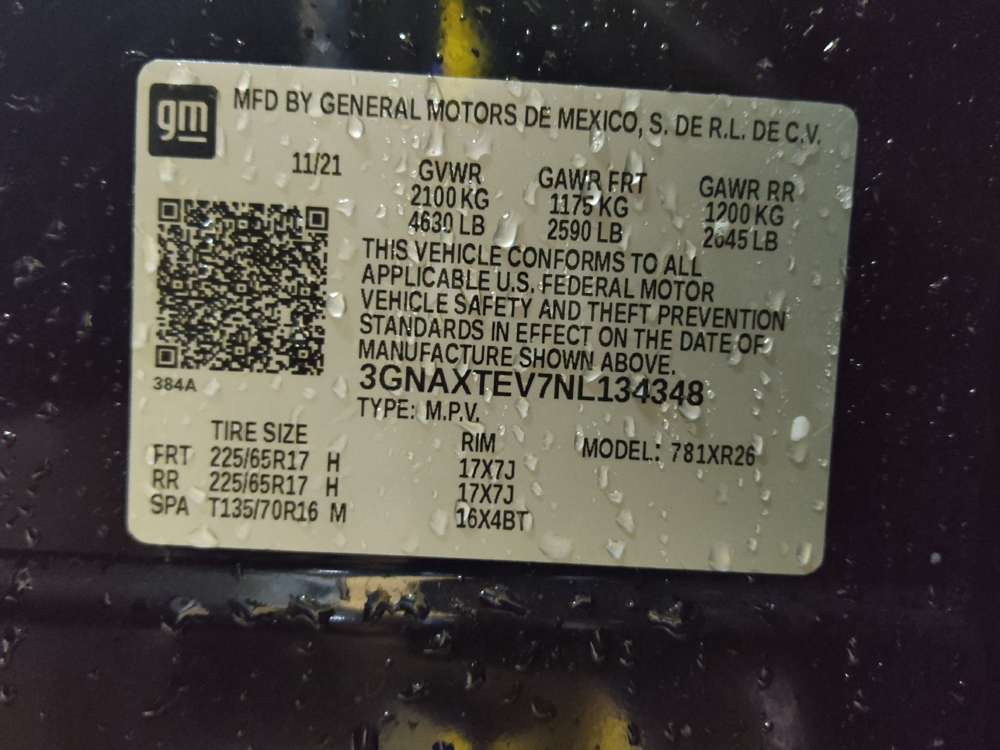 gm
MFD BY GENERAL MOTORS DE MEXICO, S. DE R.L. DE C.V.
11/21 GVWR GAWR FRT GAWR RR
2100 KG 1175 KG 1200 KG
4630 LB 2590 LB 2645 LB
THIS VEHICLE CONFORMS TO ALL
APPLICABLE U.S. FEDERAL MOTOR
VEHICLE SAFETY AND THEFT PREVENTION
STANDARDS IN EFFECT ON THE DATE OF
MANUFACTURE SHOWN ABOVE.
384A 3GNAXTEV7NL134348
TYPE: M.P.V.
TIRE SIZE RIM MODEL: 781XR26
FRT 225/65R17 H 17X7J
RR 225/65R17 H 17X7J
SPA T135/70R16 M 16X4BT